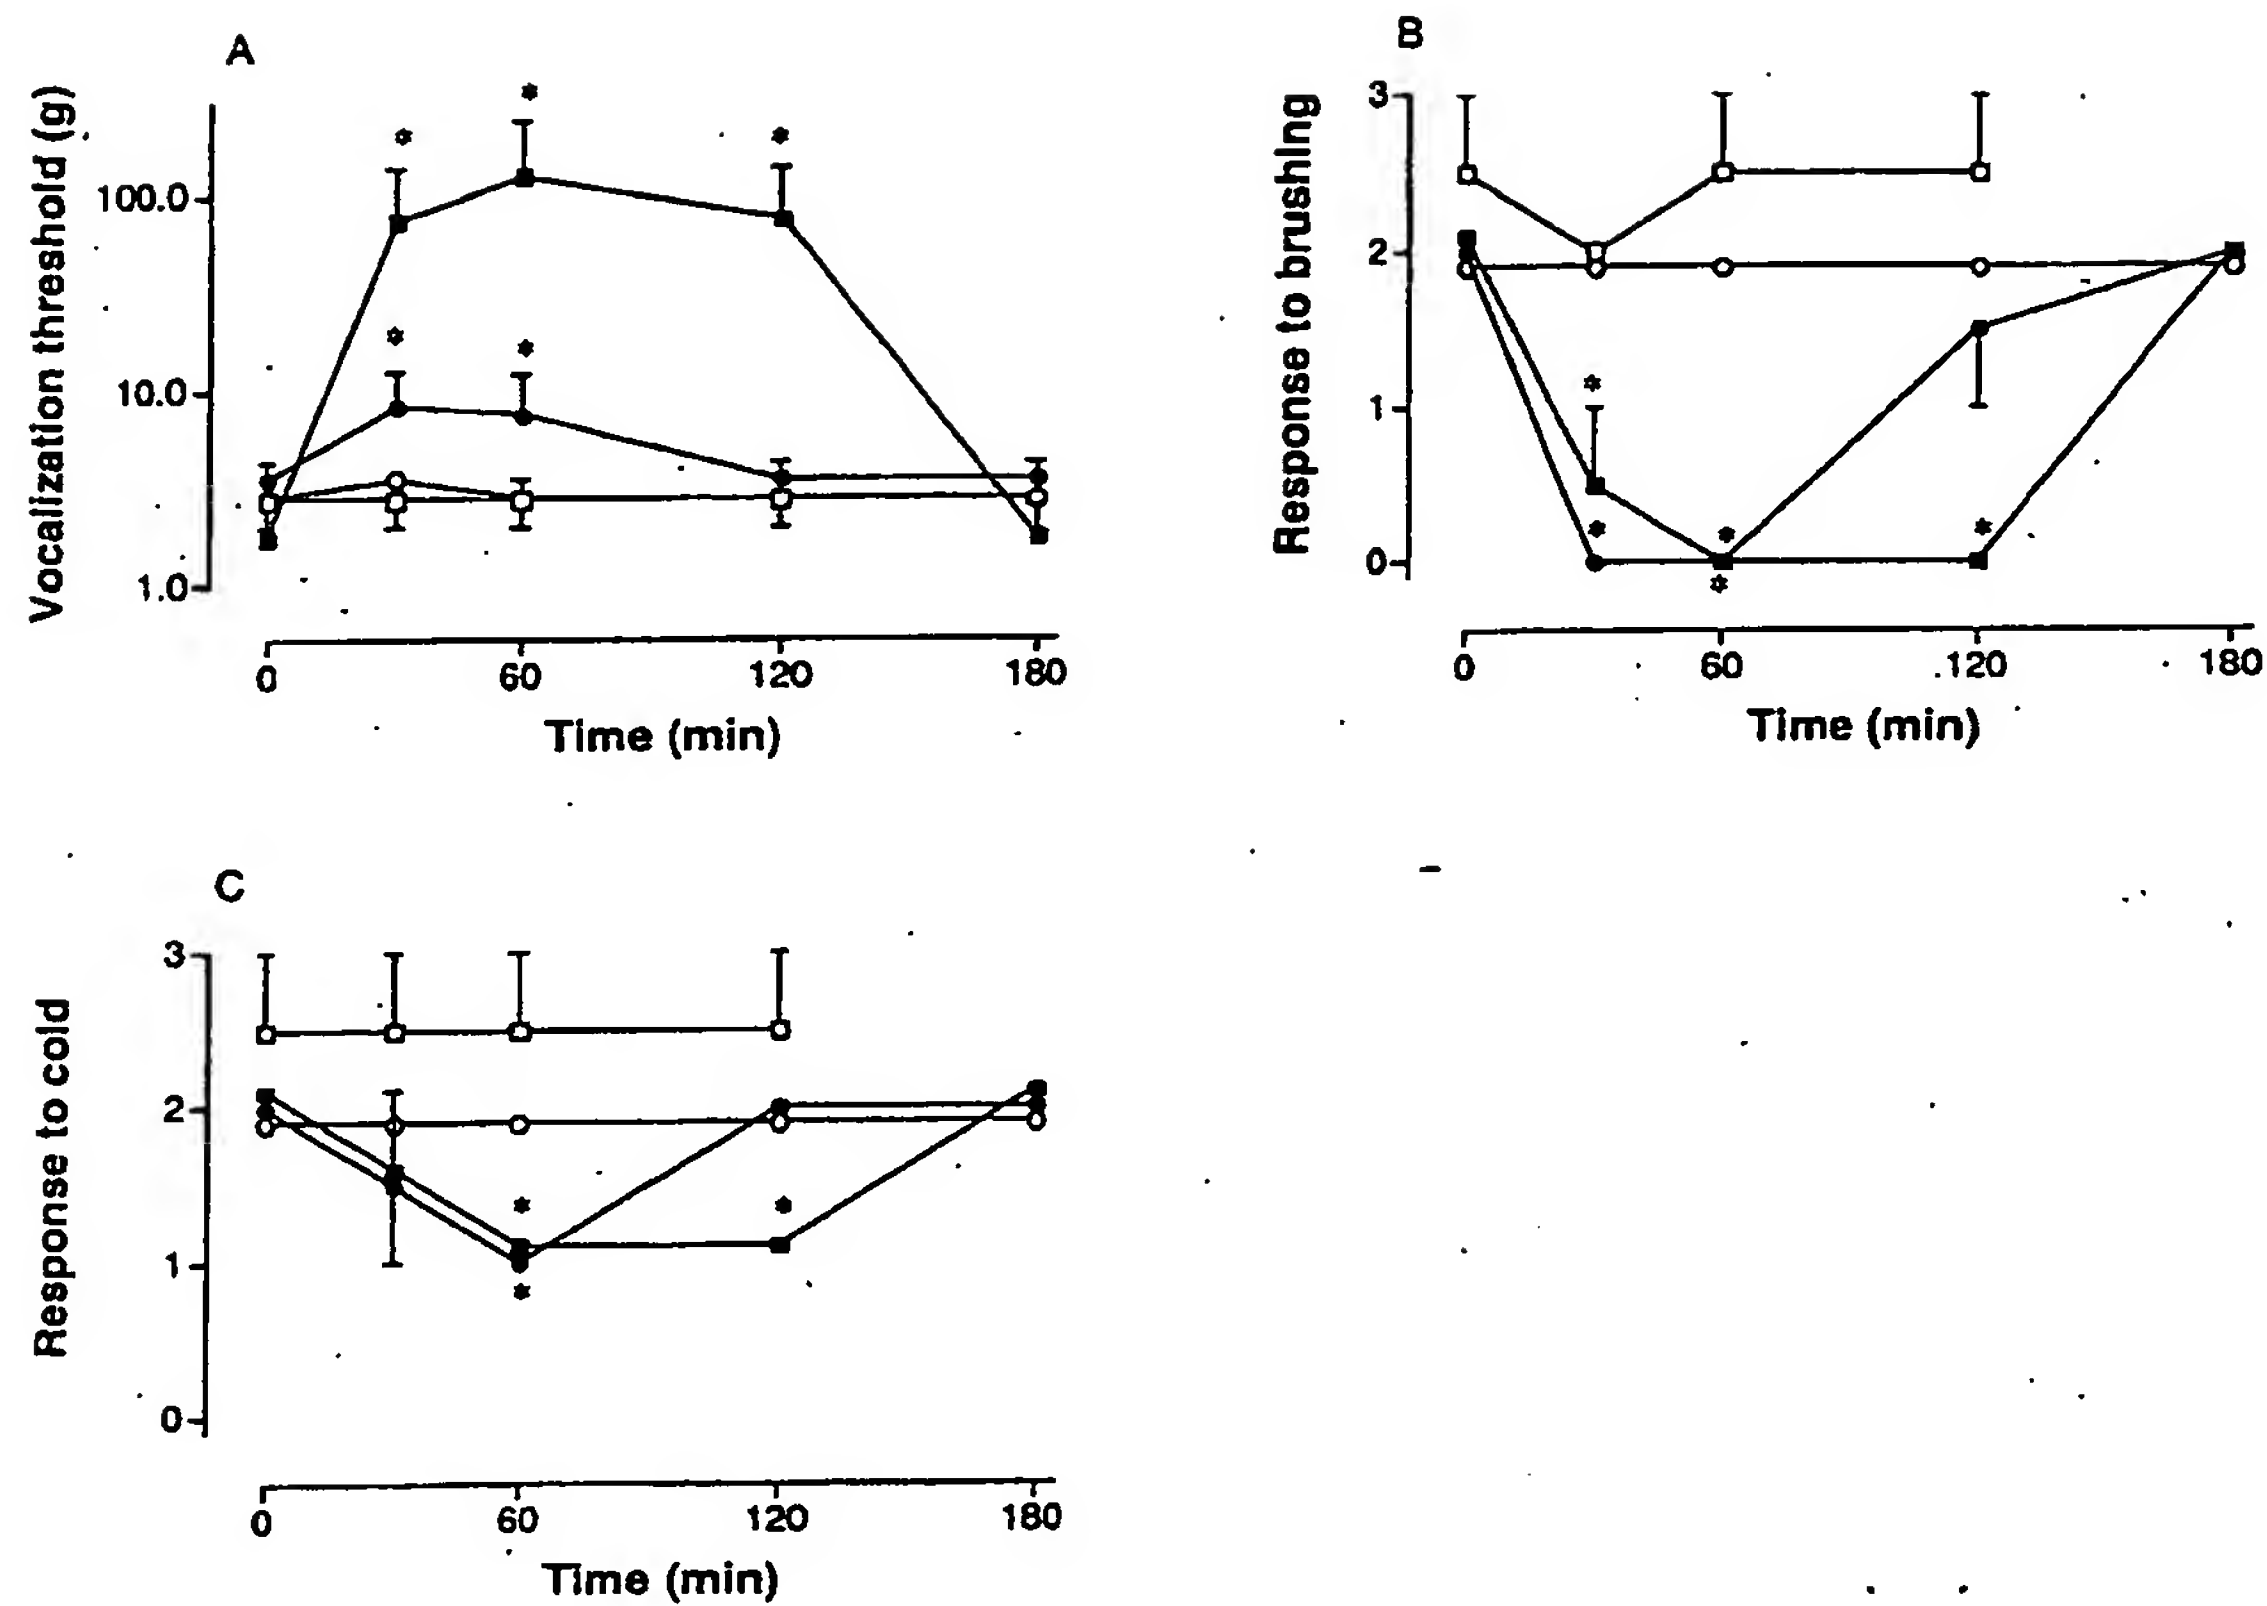 A
Vocalization threshold (g)
100.0
10.0
1.0
* * *
* *
0 60 120 180
Time (min)
B
Response to brushing
3
2
1
0
*
* * *
*
0 60 120 180
Time (min)
C
Response to cold
3
2
1
0
* *
*
0 60 120 180
Time (min)